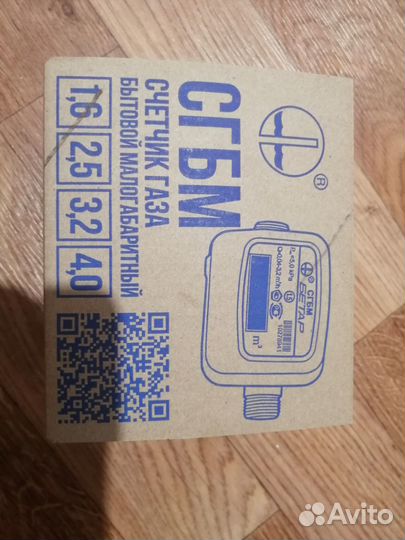 ®
СГБМ
СЧЕТЧИК ГАЗА
БЫТОВОЙ МАЛОГАБАРИТНЫЙ
1,6 2,5 3,2 4,0
®
СГБМ
БЕТАР
m³
Avito